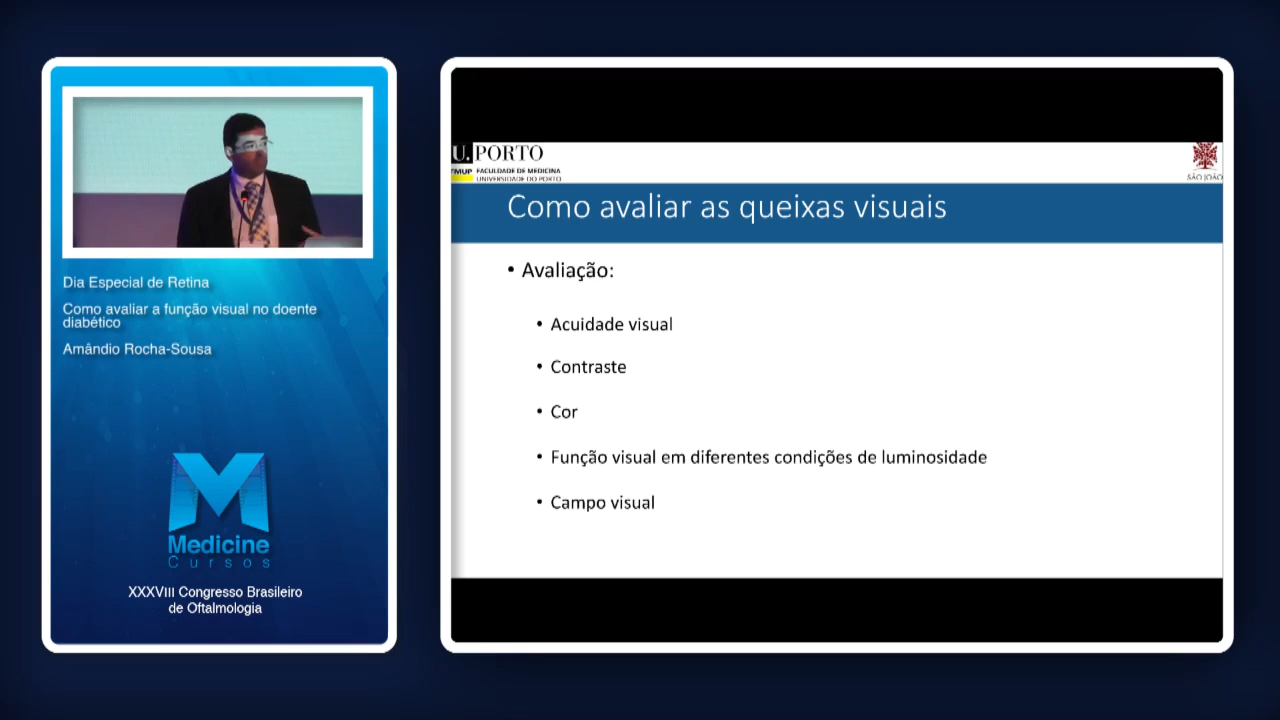 Dia Especial de Retina
Como avaliar a função visual no doente
diabético
Amândio Rocha-Sousa
Medicine
Cursos
XXXVIII Congresso Brasileiro
de Oftalmologia
U.PORTO
FMUP FACULDADE DE MEDICINA
UNIVERSIDADE DO PORTO
SÃO JOÃO
Como avaliar as queixas visuais
• Avaliação:
• Acuidade visual
• Contraste
• Cor
• Função visual em diferentes condições de luminosidade
• Campo visual